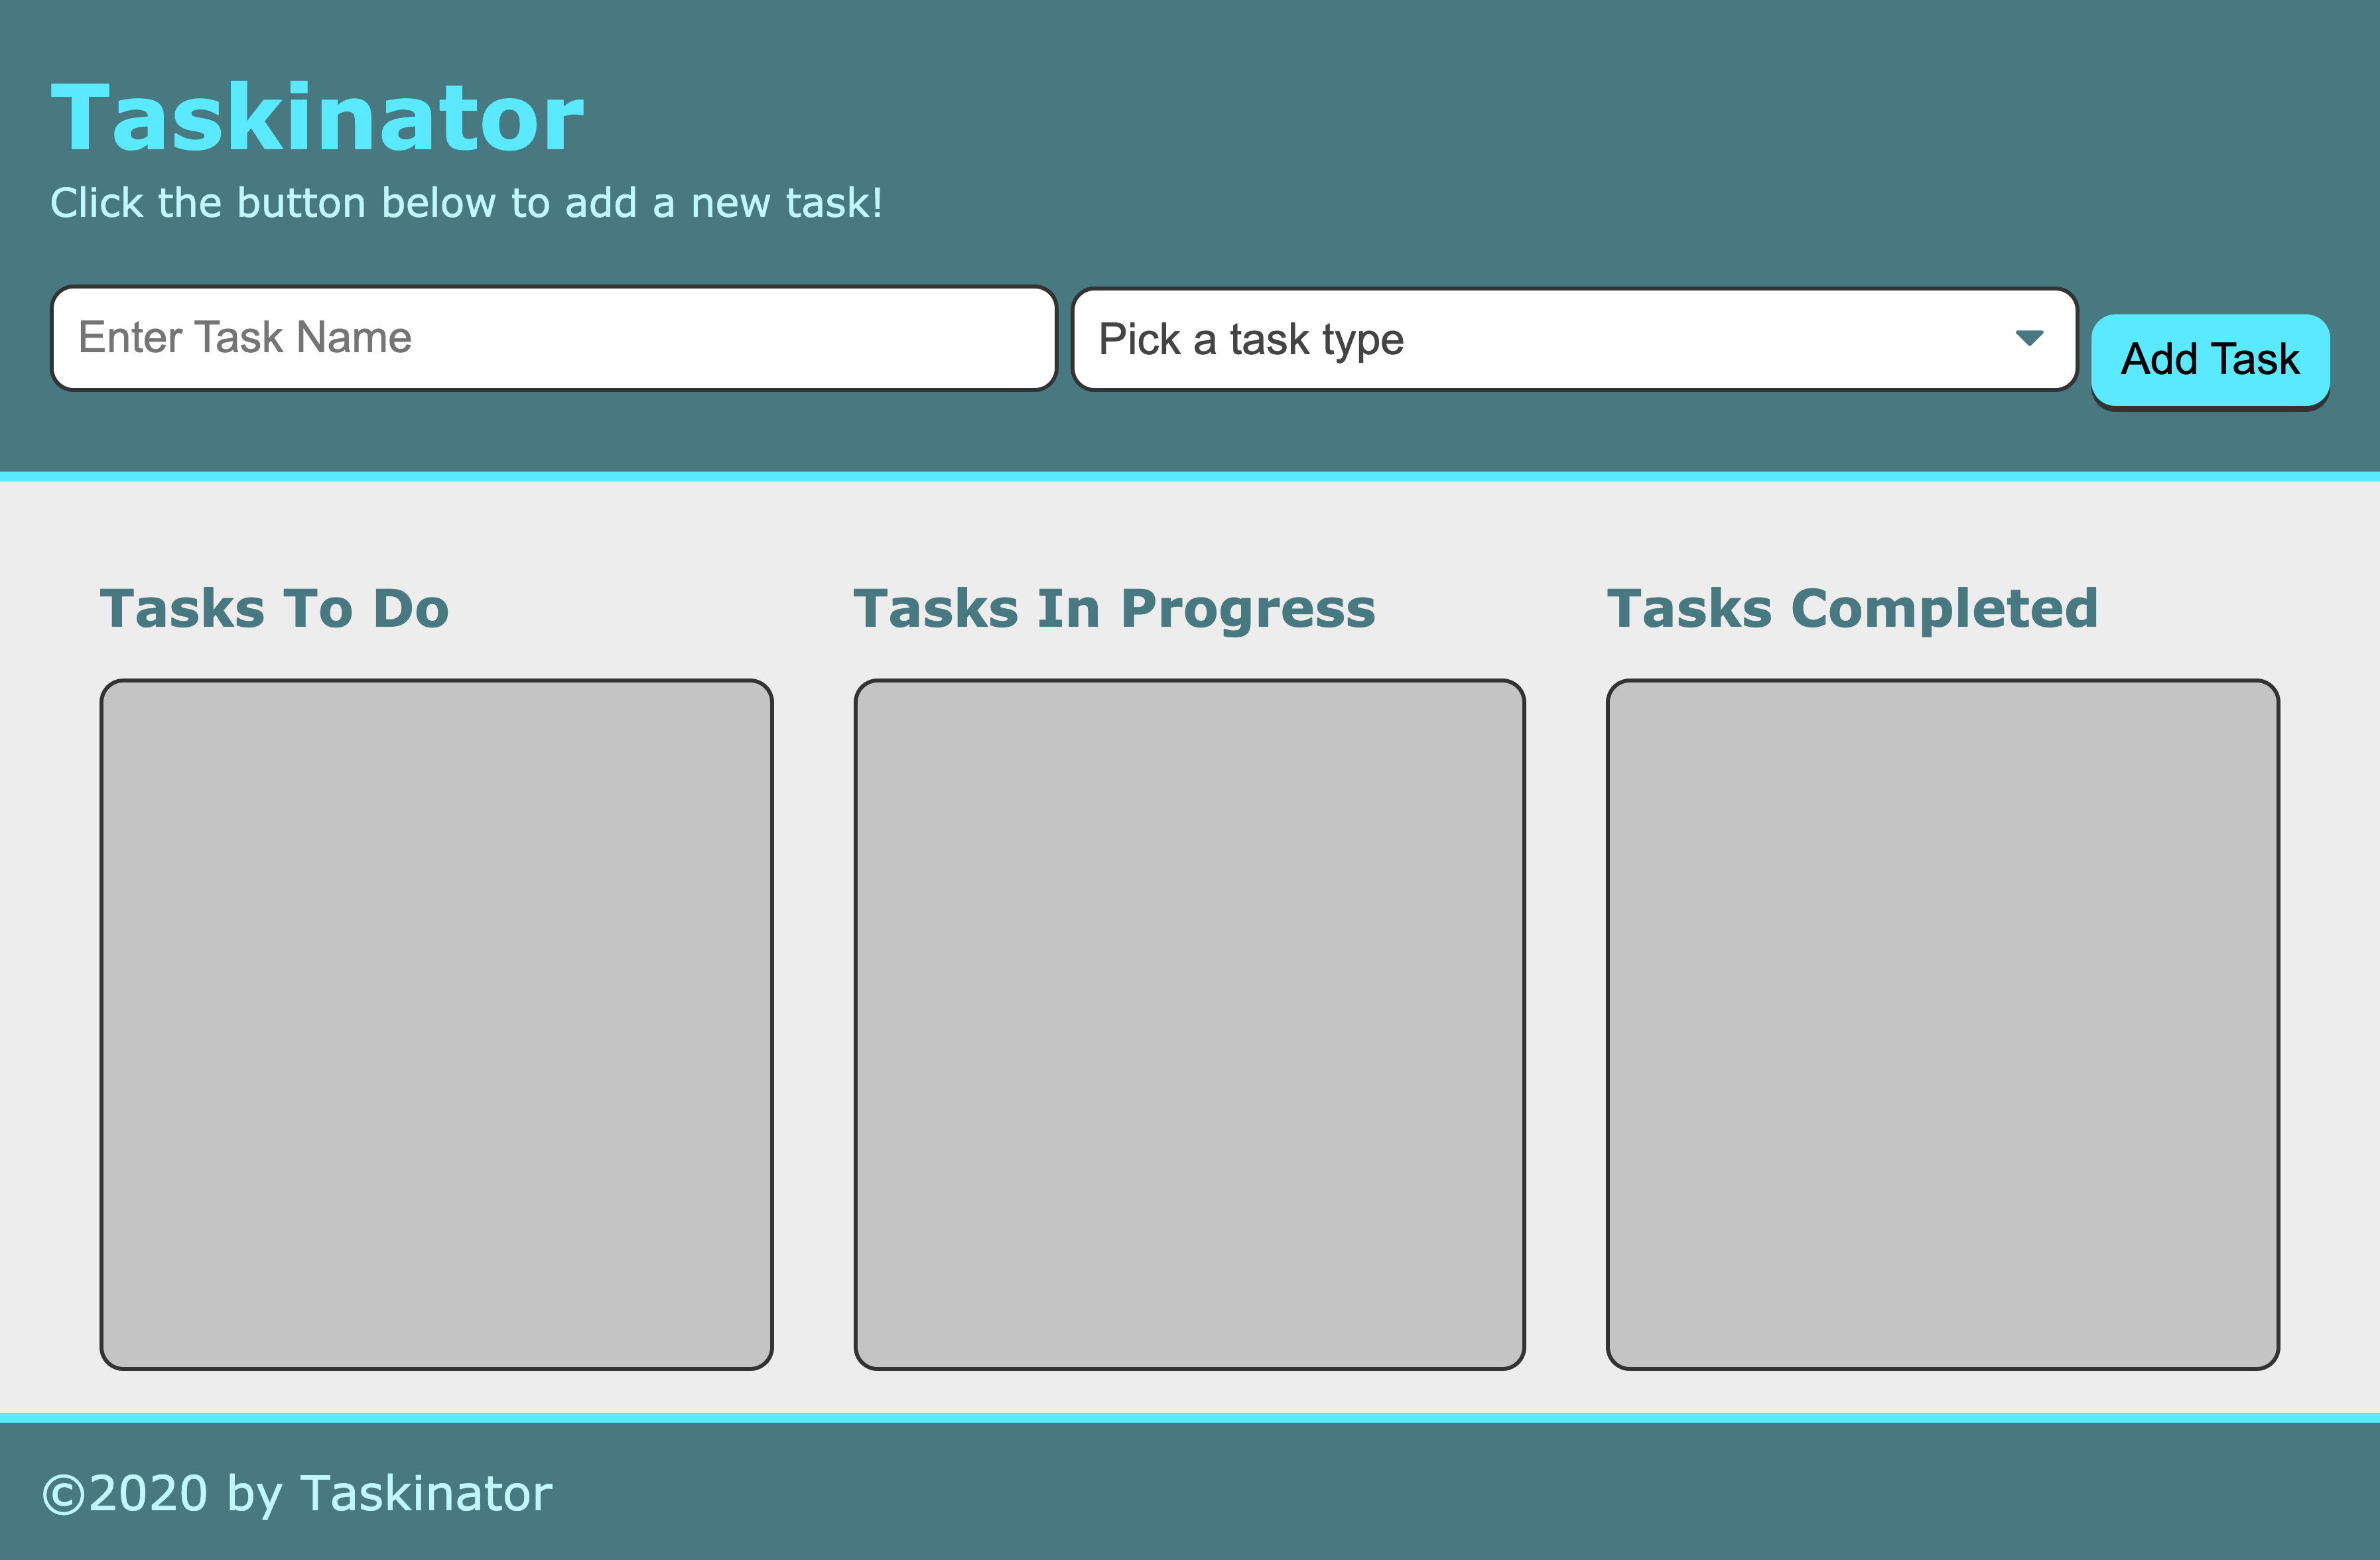 Taskinator
Click the button below to add a new task!
Enter Task Name
Pick a task type
Add Task
Tasks To Do
Tasks In Progress
Tasks Completed
©2020 by Taskinator